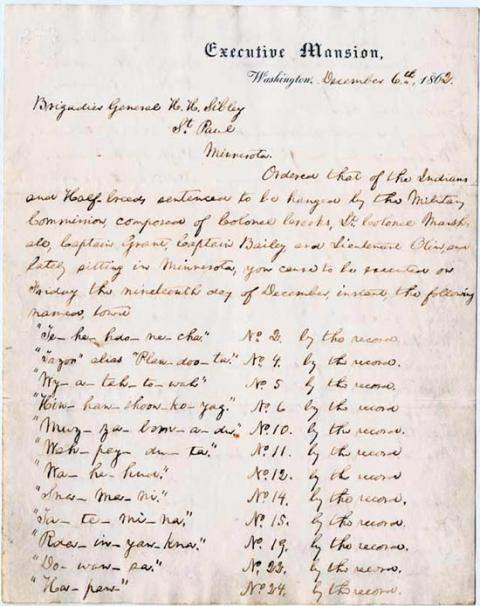 Executive Mansion,
Washington, December 6th, 1862.
Brigadier General H. H. Sibley
St. Paul
Minnesota.
Ordered that of the Indians
and Half-breeds sentenced to be hanged by the Military
Commission, composed of Colonel Crooks, Lt. Colonel Marsh-
all, Captain Grant, Captain Bailey and Lieutenant Olin, and
lately sitting in Minnesota, you cause to be executed on
Friday the nineteenth day of December, instant, the following
names, towit
"Te-he-hdo-ne-cha." No. 2. by the record.
"Tazoo" alias "Plan-doo-ta." No. 4. by the record.
"Wy-a-tah-to-wah" No. 5 by the record.
"Hin-han-shoon-ko-yag." No. 6 by the record
"Muz-za-bom-a-du." No. 10. by the record.
"Wah-pey-du-ta." No. 11. by the record.
"Wa-he-hud." No. 12. by the record.
"Sna-ma-ni." No. 14. by the record.
"Ta-te-mi-na." No. 15. by the record.
"Rda-in-yan-kna." No. 19. by the record.
"Do-wan-sa." No. 22. by the record.
"Ha-pan" No. 24. by the record.